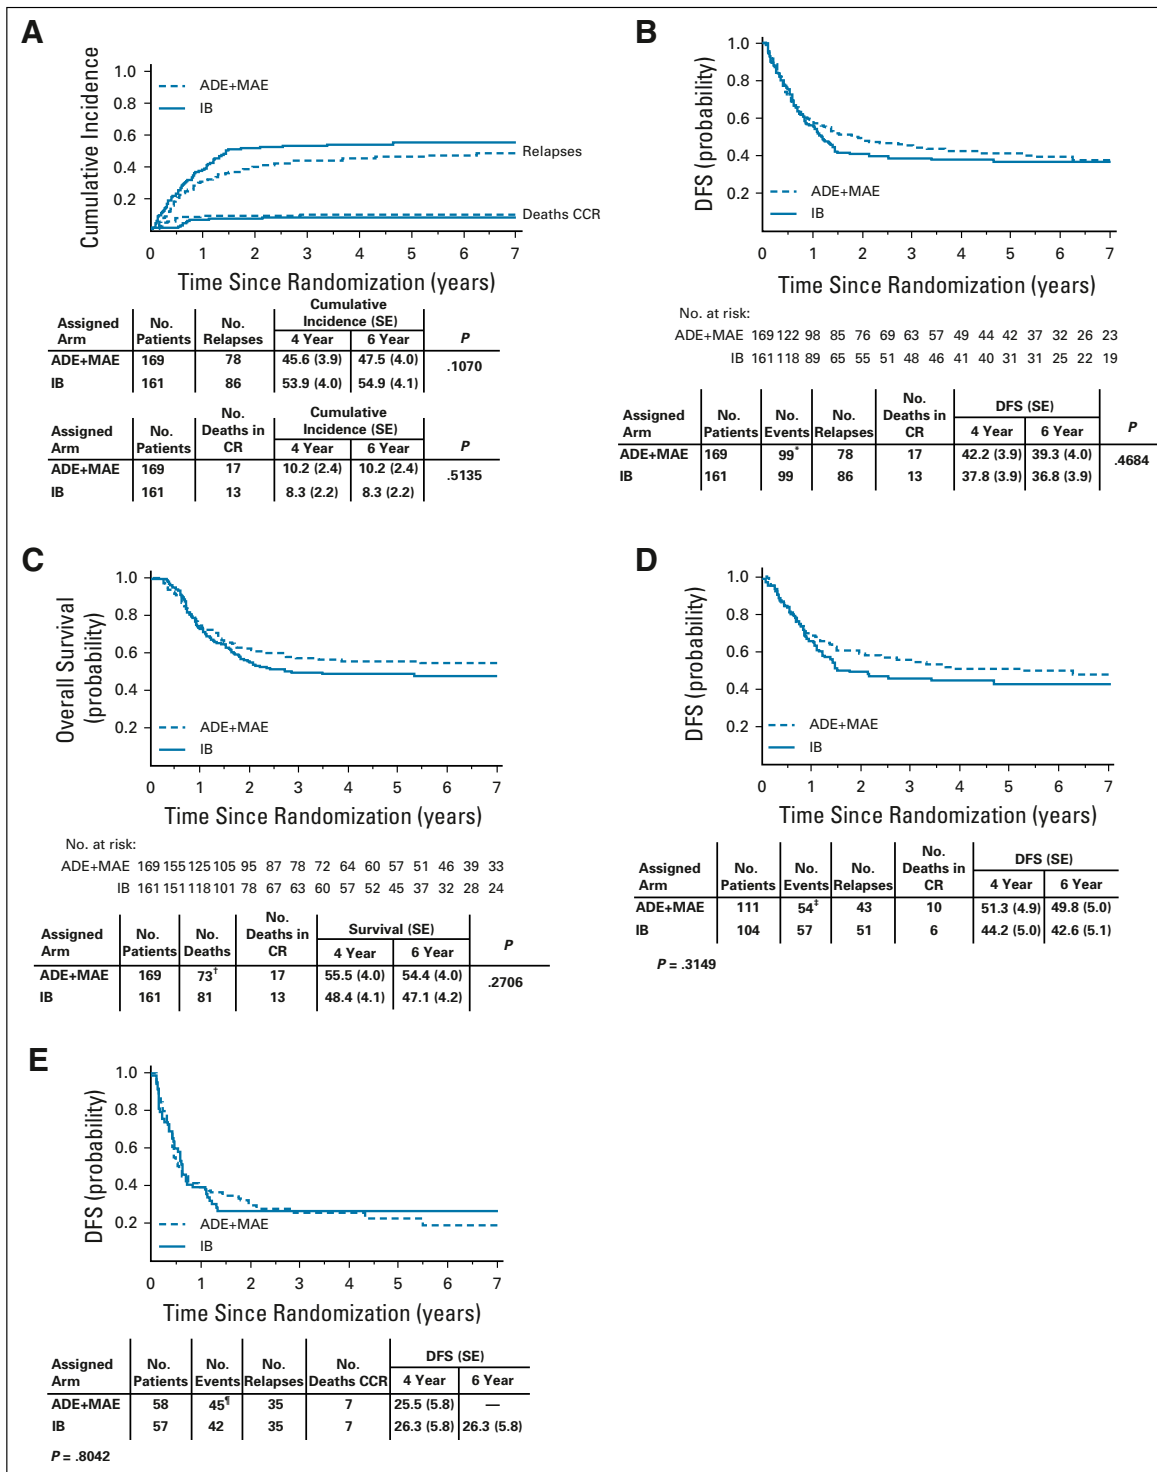 A
Cumulative Incidence
1.0
0.8
0.6
0.4
0.2
ADE+MAE
IB
Relapses
Deaths CCR
0 1 2 3 4 5 6 7
Time Since Randomization (years)
Assigned Arm No. Patients No. Relapses Cumulative Incidence (SE) P
4 Year 6 Year
ADE+MAE 169 78 45.6 (3.9) 47.5 (4.0) .1070
IB 161 86 53.9 (4.0) 54.9 (4.1)
Assigned Arm No. Patients No. Deaths in CR Cumulative Incidence (SE) P
4 Year 6 Year
ADE+MAE 169 17 10.2 (2.4) 10.2 (2.4) .5135
IB 161 13 8.3 (2.2) 8.3 (2.2)
B
DFS (probability)
1.0
0.8
0.6
0.4
0.2
ADE+MAE
IB
0 1 2 3 4 5 6 7
Time Since Randomization (years)
No. at risk:
ADE+MAE 169 122 98 85 76 69 63 57 49 44 42 37 32 26 23
IB 161 118 89 65 55 51 48 46 41 40 31 31 25 22 19
Assigned Arm No. Patients No. Events No. Relapses No. Deaths in CR DFS (SE) P
4 Year 6 Year
ADE+MAE 169 99* 78 17 42.2 (3.9) 39.3 (4.0) .4684
IB 161 99 86 13 37.8 (3.9) 36.8 (3.9)
C
Overall Survival (probability)
1.0
0.8
0.6
0.4
0.2
ADE+MAE
IB
0 1 2 3 4 5 6 7
Time Since Randomization (years)
No. at risk:
ADE+MAE 169 155 125 105 95 87 78 72 64 60 57 51 46 39 33
IB 161 151 118 101 78 67 63 60 57 52 45 37 32 28 24
Assigned Arm No. Patients No. Deaths No. Deaths in CR Survival (SE) P
4 Year 6 Year
ADE+MAE 169 73† 17 55.5 (4.0) 54.4 (4.0) .2706
IB 161 81 13 48.4 (4.1) 47.1 (4.2)
D
DFS (probability)
1.0
0.8
0.6
0.4
0.2
ADE+MAE
IB
0 1 2 3 4 5 6 7
Time Since Randomization (years)
Assigned Arm No. Patients No. Events No. Relapses No. Deaths in CR DFS (SE)
4 Year 6 Year
ADE+MAE 111 54‡ 43 10 51.3 (4.9) 49.8 (5.0)
IB 104 57 51 6 44.2 (5.0) 42.6 (5.1)
P = .3149
E
DFS (probability)
1.0
0.8
0.6
0.4
0.2
ADE+MAE
IB
0 1 2 3 4 5 6 7
Time Since Randomization (years)
Assigned Arm No. Patients No. Events No. Relapses No. Deaths CCR DFS (SE)
4 Year 6 Year
ADE+MAE 58 45¶ 35 7 25.5 (5.8) —
IB 57 42 35 7 26.3 (5.8) 26.3 (5.8)
P = .8042